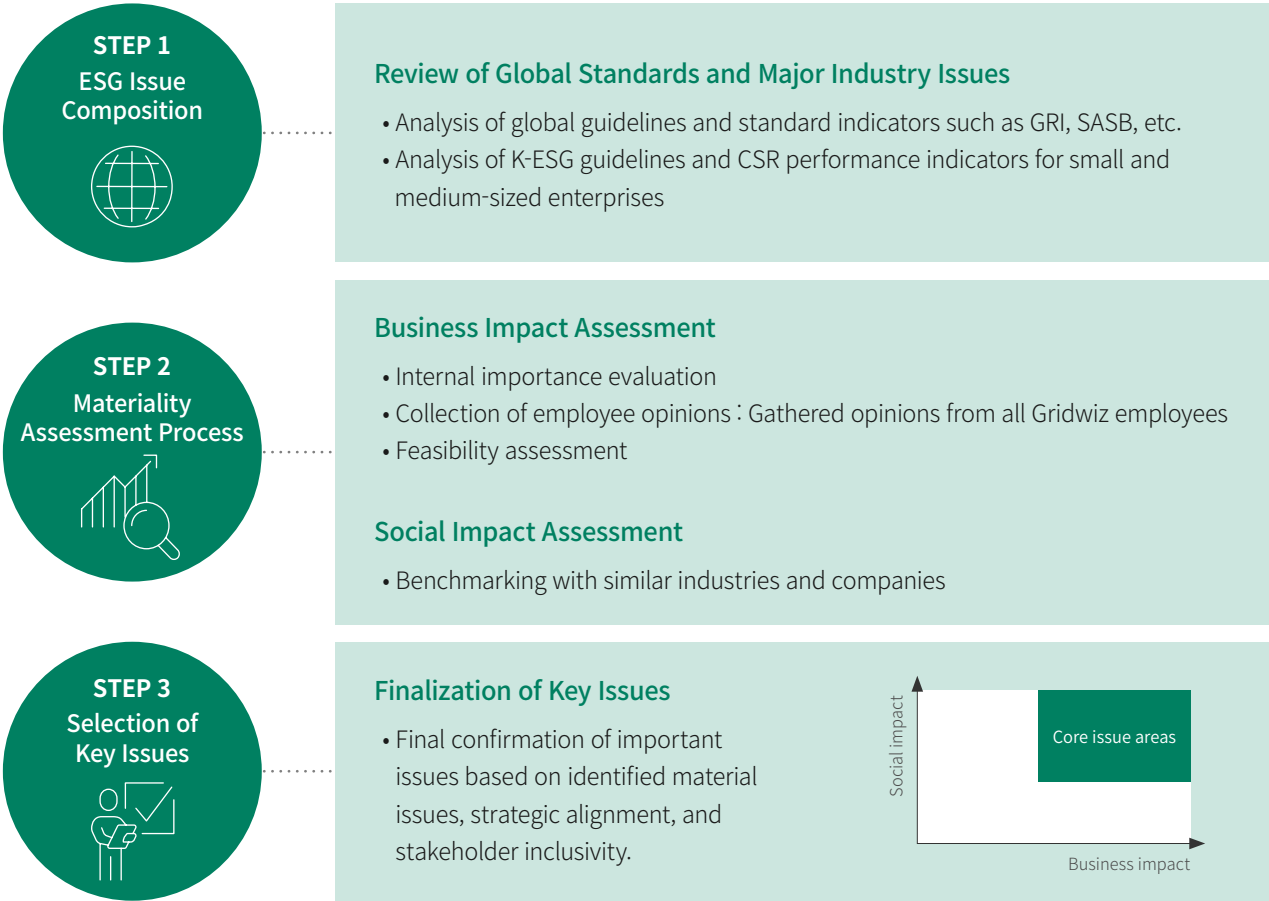 STEP 1
ESG Issue
Composition
Review of Global Standards and Major Industry Issues
• Analysis of global guidelines and standard indicators such as GRI, SASB, etc.
• Analysis of K-ESG guidelines and CSR performance indicators for small and
medium-sized enterprises
STEP 2
Materiality
Assessment Process
Business Impact Assessment
• Internal importance evaluation
• Collection of employee opinions : Gathered opinions from all Gridwiz employees
• Feasibility assessment
Social Impact Assessment
• Benchmarking with similar industries and companies
STEP 3
Selection of
Key Issues
Finalization of Key Issues
• Final confirmation of important
issues based on identified material
issues, strategic alignment, and
stakeholder inclusivity.
Social impact
Core issue areas
Business impact